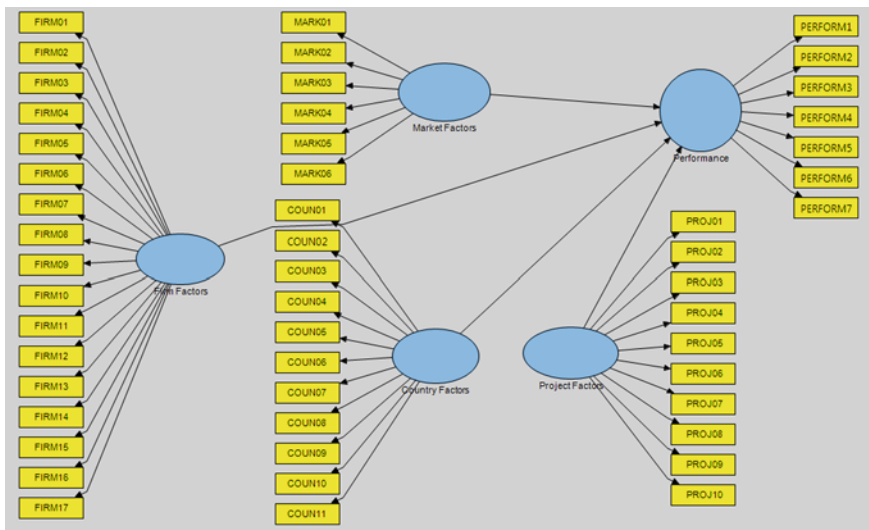 FIRM01
FIRM02
FIRM03
FIRM04
FIRM05
FIRM06
FIRM07
FIRM08
FIRM09
FIRM10
FIRM11
FIRM12
FIRM13
FIRM14
FIRM15
FIRM16
FIRM17
Firm Factors
MARK01
MARK02
MARK03
MARK04
MARK05
MARK06
Market Factors
COUN01
COUN02
COUN03
COUN04
COUN05
COUN06
COUN07
COUN08
COUN09
COUN10
COUN11
Country Factors
Project Factors
PROJ01
PROJ02
PROJ03
PROJ04
PROJ05
PROJ06
PROJ07
PROJ08
PROJ09
PROJ10
Performance
PERFORM1
PERFORM2
PERFORM3
PERFORM4
PERFORM5
PERFORM6
PERFORM7